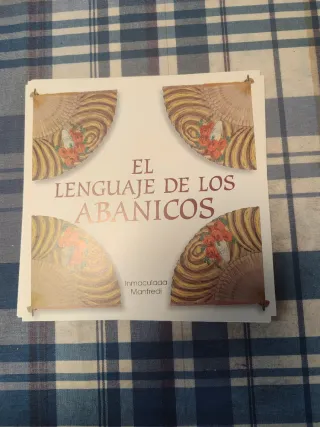 EL
LENGUAJE DE LOS
ABANICOS
Inmaculada
Manfredi